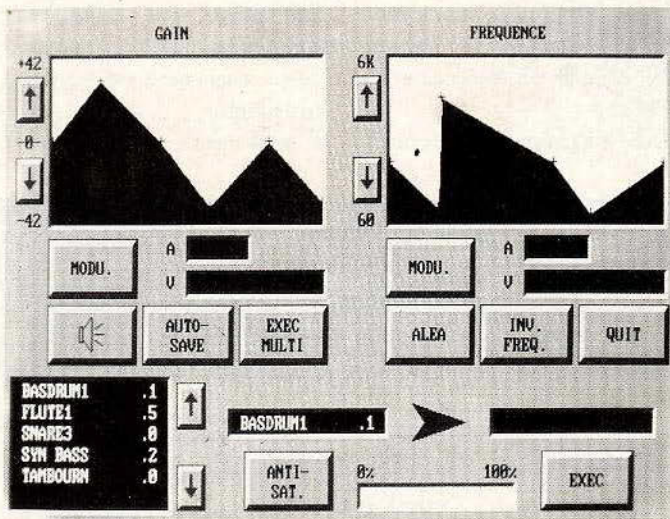 GAIN
FREQUENCE
+42
-0-
-42
6K
60
MODU.
A
V
MODU.
A
V
AUTO-
SAVE
EXEC
MULTI
ALEA
INV.
FREQ.
QUIT
BASDRUM1 .1
FLUTE1 .5
SNARE3 .0
SYN BASS .2
TAMBOURN .0
BASDRUM1 .1
ANTI-
SAT.
0% 100%
EXEC